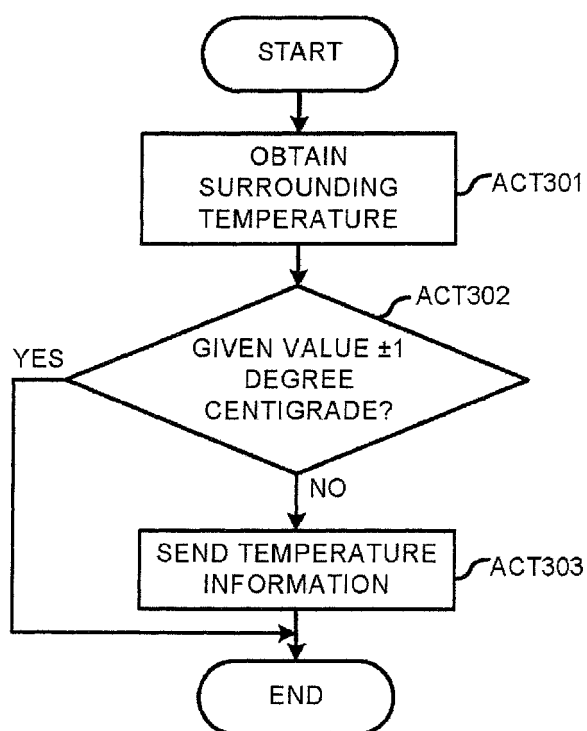 START
OBTAIN
SURROUNDING
TEMPERATURE
ACT301
ACT302
YES
GIVEN VALUE ±1
DEGREE
CENTIGRADE?
NO
SEND TEMPERATURE
INFORMATION
ACT303
END